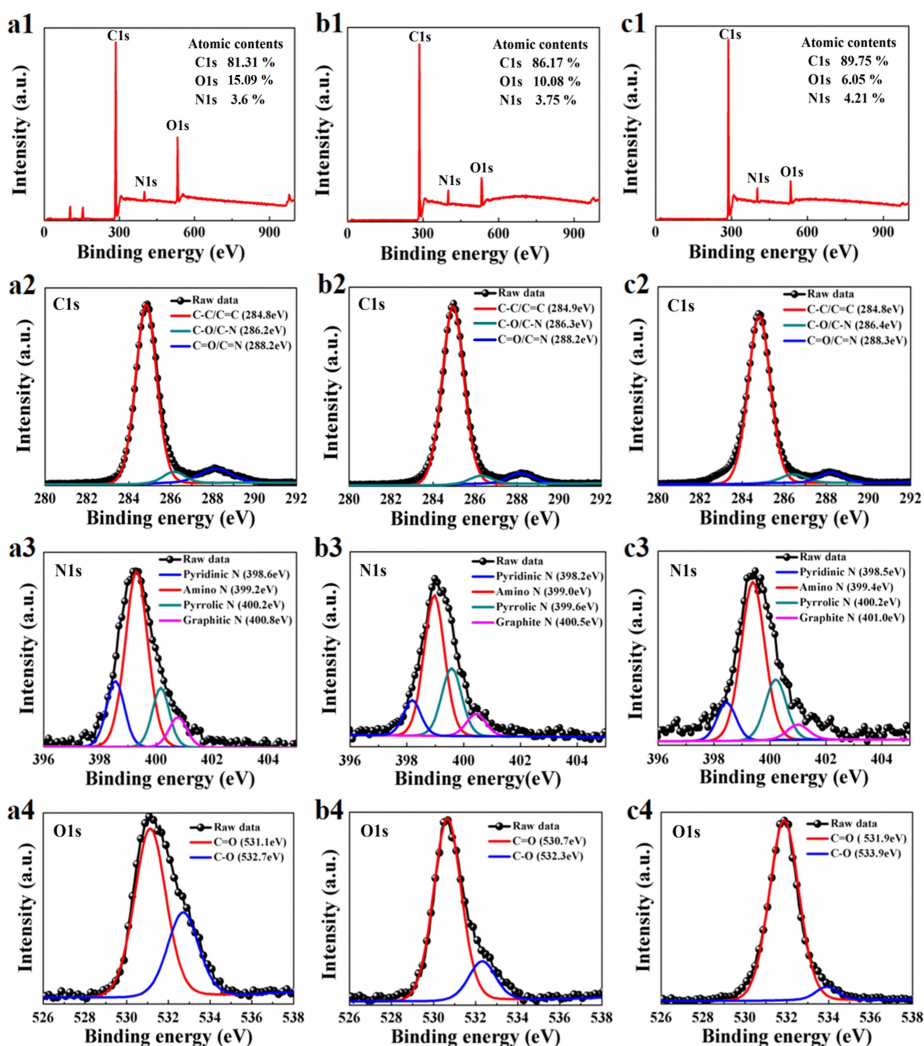 a1
C1s
Atomic contents
C1s 81.31 %
O1s 15.09 %
N1s 3.6 %
O1s
N1s
Intensity (a.u.)
0 300 600 900
Binding energy (eV)
b1
C1s
Atomic contents
C1s 86.17 %
O1s 10.08 %
N1s 3.75 %
N1s
O1s
Intensity (a.u.)
0 300 600 900
Binding energy (eV)
c1
C1s
Atomic contents
C1s 89.75 %
O1s 6.05 %
N1s 4.21 %
N1s
O1s
Intensity (a.u.)
0 300 600 900
Binding energy (eV)
a2
C1s
Raw data
C-C/C=C (284.8eV)
C-O/C-N (286.2eV)
C=O/C=N (288.2eV)
Intensity (a.u.)
280 284 286 288 290 292
Binding energy (eV)
b2
C1s
Raw data
C-C/C=C (284.9eV)
C-O/C-N (286.3eV)
C=O/C=N (288.2eV)
Intensity (a.u.)
280 284 286 288 290 292
Binding energy (eV)
c2
C1s
Raw data
C-C/C=C (284.8eV)
C-O/C-N (286.4eV)
C=O/C=N (288.3eV)
Intensity (a.u.)
280 284 286 288 290 292
Binding energy (eV)
a3
N1s
Raw data
Pyridinic N (398.6eV)
Amino N (399.2eV)
Pyrrolic N (400.2eV)
Graphitic N (400.8eV)
Intensity (a.u.)
396 398 400 402 404
Binding energy (eV)
b3
N1s
Raw data
Pyridinic N (398.2eV)
Amino N (399.0eV)
Pyrrolic N (399.6eV)
Graphite N (400.5eV)
Intensity (a.u.)
396 398 400 402 404
Binding energy(eV)
c3
N1s
Raw data
Pyridinic N (398.5eV)
Amino N (399.4eV)
Pyrrolic N (400.2eV)
Graphite N (401.0eV)
Intensity (a.u.)
396 398 400 402 404
Binding energy (eV)
a4
O1s
Raw data
C=O (531.1eV)
C-O (532.7eV)
Intensity (a.u.)
526 528 530 532 534 536 538
Binding energy (eV)
b4
O1s
Raw data
C=O (530.7eV)
C-O (532.3eV)
Intensity (a.u.)
526 528 530 532 534 536 538
Binding energy (eV)
c4
O1s
Raw data
C=O (531.9eV)
C-O (533.9eV)
Intensity (a.u.)
526 528 530 532 534 536 538
Binding energy (eV)